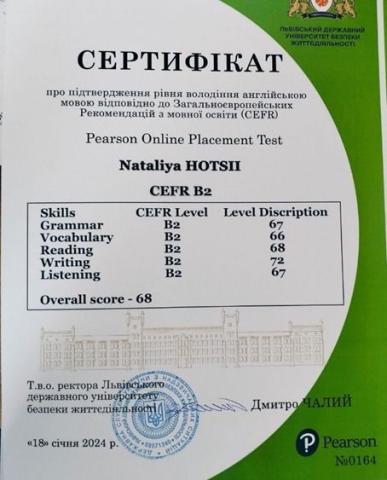 ЛЬВІВСЬКИЙ ДЕРЖАВНИЙ
УНІВЕРСИТЕТ БЕЗПЕКИ
ЖИТТЄДІЯЛЬНОСТІ
СЕРТИФІКАТ
про підтвердження рівня володіння англійською
мовою відповідно до Загальноєвропейських
Рекомендацій з мовної освіти (CEFR)
Pearson Online Placement Test
Nataliya HOTSII
CEFR B2
Skills CEFR Level Level Discription
Grammar B2 67
Vocabulary B2 66
Reading B2 68
Writing B2 72
Listening B2 67
Overall score - 68
Т.в.о. ректора Львівського
державного університету
безпеки життєдіяльності
Дмитро ЧАЛИЙ
«18» січня 2024 р.
Pearson
№0164